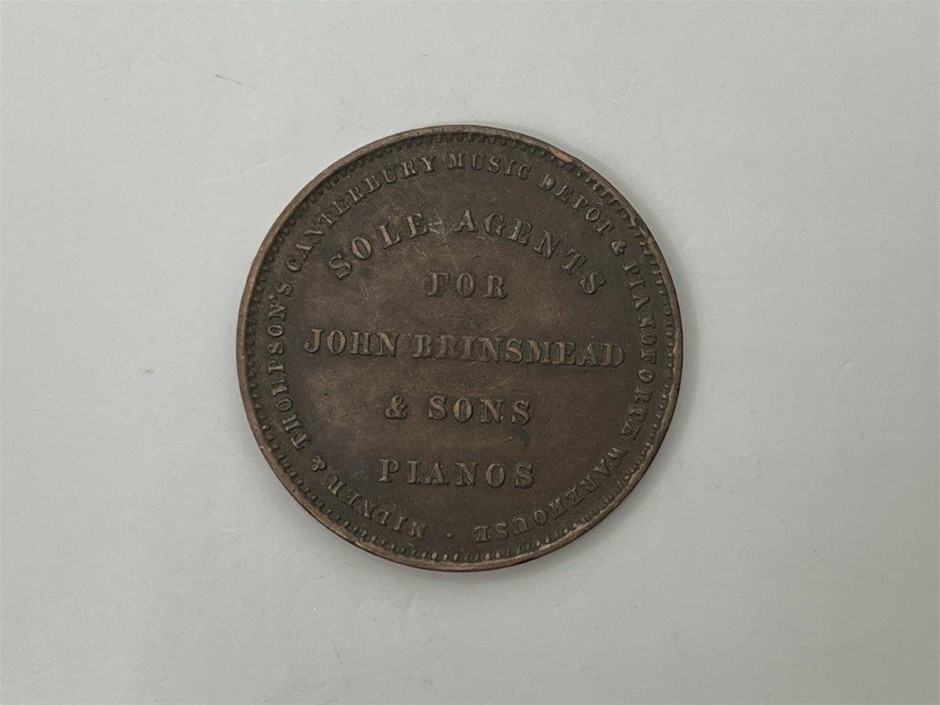 MILNER & THOMPSON'S CANTERBURY MUSIC DEPOT & PIANOFORTE WAREHOUSE ·
SOLE AGENTS
FOR
JOHN BRINSMEAD
& SONS
PIANOS